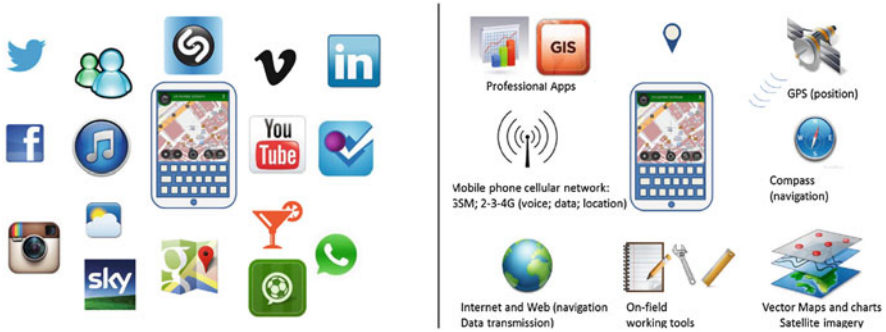 in
You
Tube
f
sky
g
GIS
Professional Apps
GPS (position)
Mobile phone cellular network:
GSM; 2-3-4G (voice; data; location)
Compass
(navigation)
Internet and Web (navigation
Data transmission)
On-field
working tools
Vector Maps and charts
Satellite imagery